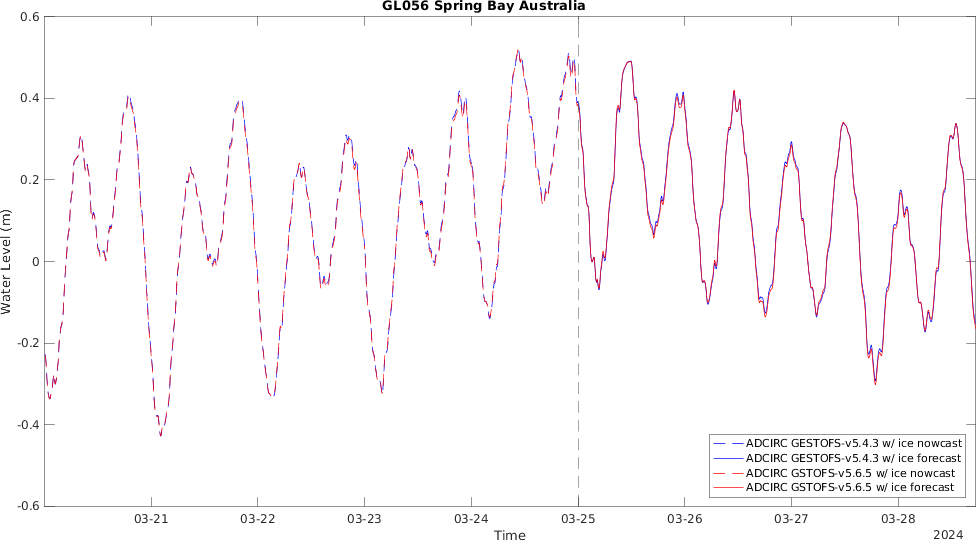 GL056 Spring Bay Australia
0.6
0.4
0.2
0
-0.2
-0.4
-0.6
Water Level (m)
ADCIRC GESTOFS-v5.4.3 w/ ice nowcast
ADCIRC GESTOFS-v5.4.3 w/ ice forecast
ADCIRC GSTOFS-v5.6.5 w/ ice nowcast
ADCIRC GSTOFS-v5.6.5 w/ ice forecast
03-21 03-22 03-23 03-24 03-25 03-26 03-27 03-28
Time
2024